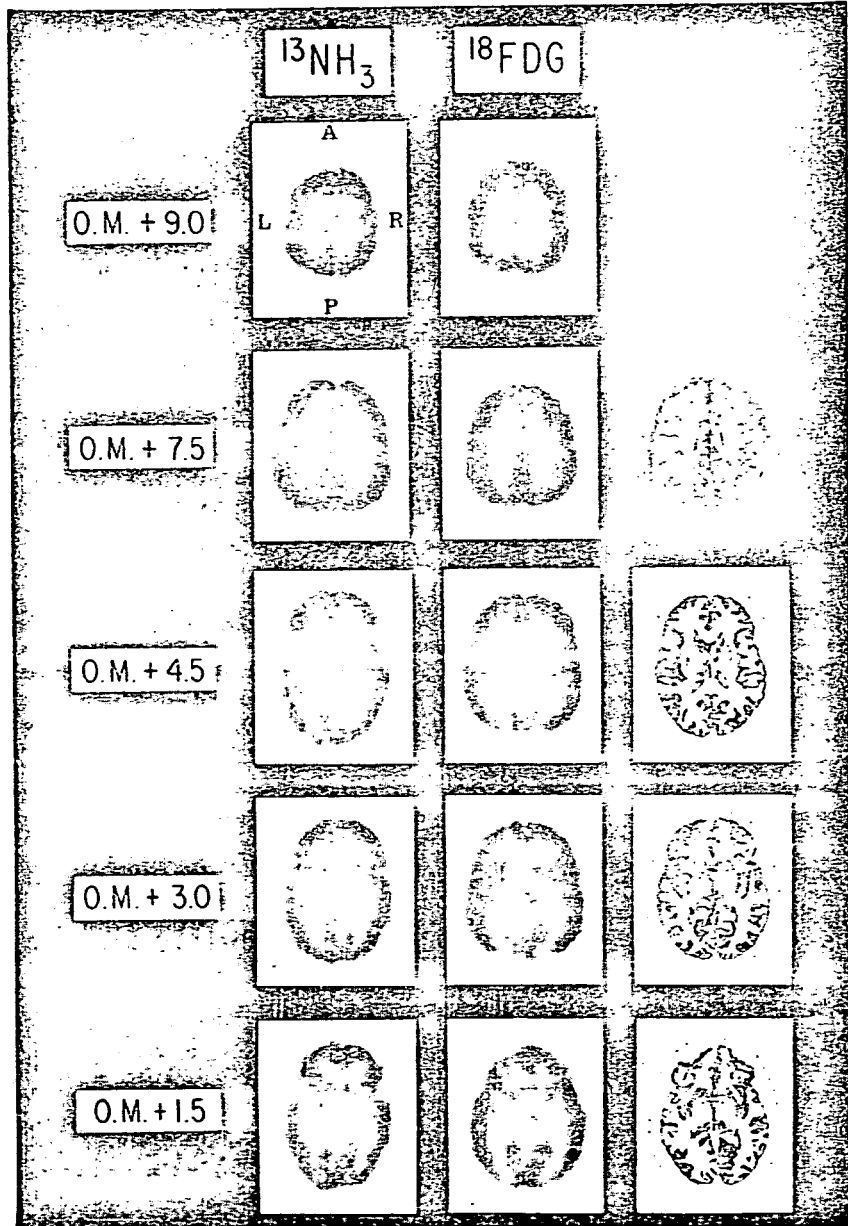 ¹³NH₃ ¹⁸FDG
A
O.M. + 9.0 L R
P
O.M. + 7.5
O.M. + 4.5
O.M. + 3.0
O.M. + 1.5